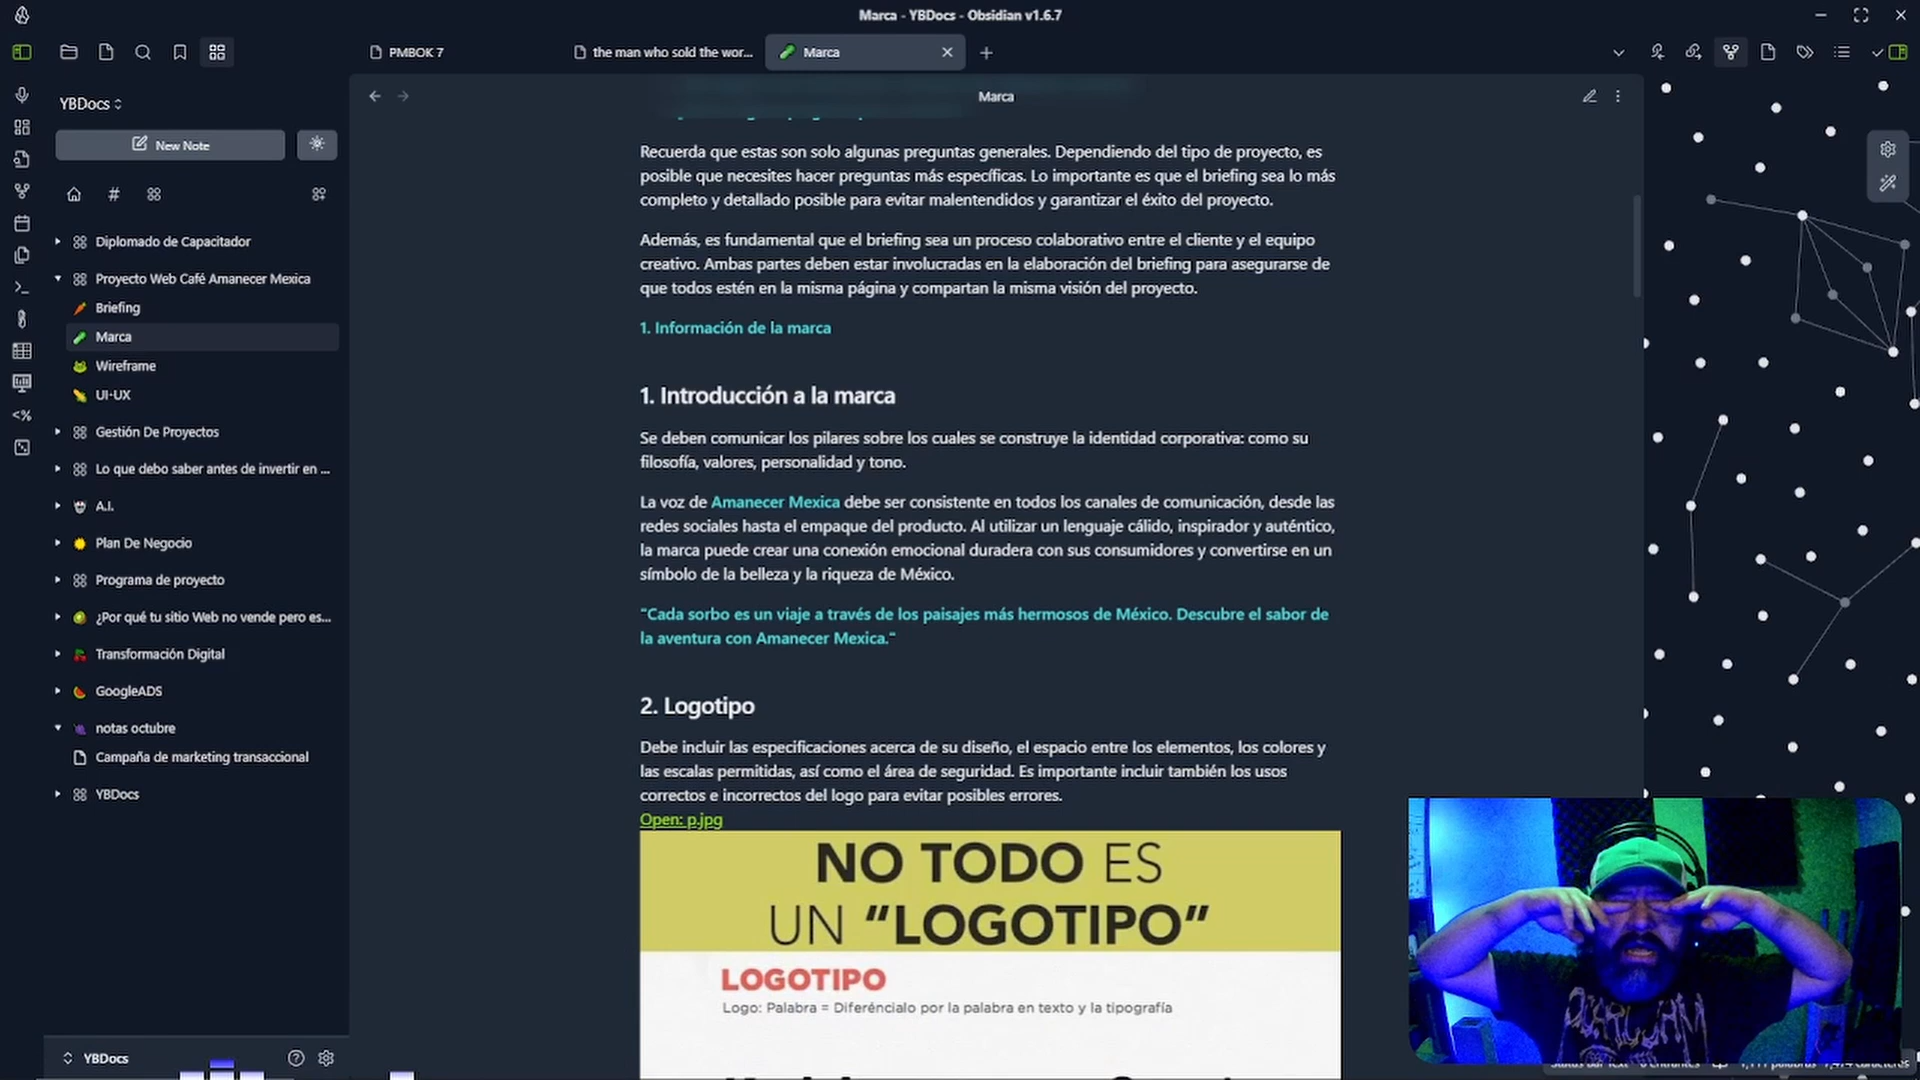 Marca - YBDocs - Obsidian v1.6.7
PMBOK 7
the man who sold the wor...
Marca
YBDocs
Marca
New Note
Diplomado de Capacitador
Proyecto Web Café Amanecer Mexica
Briefing
Marca
Wireframe
UI-UX
Gestión De Proyectos
Lo que debo saber antes de invertir en ...
A.I.
Plan De Negocio
Programa de proyecto
¿Por qué tu sitio Web no vende pero es...
Transformación Digital
GoogleADS
notas octubre
Campaña de marketing transaccional
YBDocs
YBDocs
Recuerda que estas son solo algunas preguntas generales. Dependiendo del tipo de proyecto, es
posible que necesites hacer preguntas más específicas. Lo importante es que el briefing sea lo más
completo y detallado posible para evitar malentendidos y garantizar el éxito del proyecto.
Además, es fundamental que el briefing sea un proceso colaborativo entre el cliente y el equipo
creativo. Ambas partes deben estar involucradas en la elaboración del briefing para asegurarse de
que todos estén en la misma página y compartan la misma visión del proyecto.
1. Información de la marca
1. Introducción a la marca
Se deben comunicar los pilares sobre los cuales se construye la identidad corporativa: como su
filosofía, valores, personalidad y tono.
La voz de Amanecer Mexica debe ser consistente en todos los canales de comunicación, desde las
redes sociales hasta el empaque del producto. Al utilizar un lenguaje cálido, inspirador y auténtico,
la marca puede crear una conexión emocional duradera con sus consumidores y convertirse en un
símbolo de la belleza y la riqueza de México.
"Cada sorbo es un viaje a través de los paisajes más hermosos de México. Descubre el sabor de
la aventura con Amanecer Mexica."
2. Logotipo
Debe incluir las especificaciones acerca de su diseño, el espacio entre los elementos, los colores y
las escalas permitidas, así como el área de seguridad. Es importante incluir también los usos
correctos e incorrectos del logo para evitar posibles errores.
Open: p.jpg
NO TODO ES
UN “LOGOTIPO”
LOGOTIPO
Logo: Palabra = Diferéncialo por la palabra en texto y la tipografía